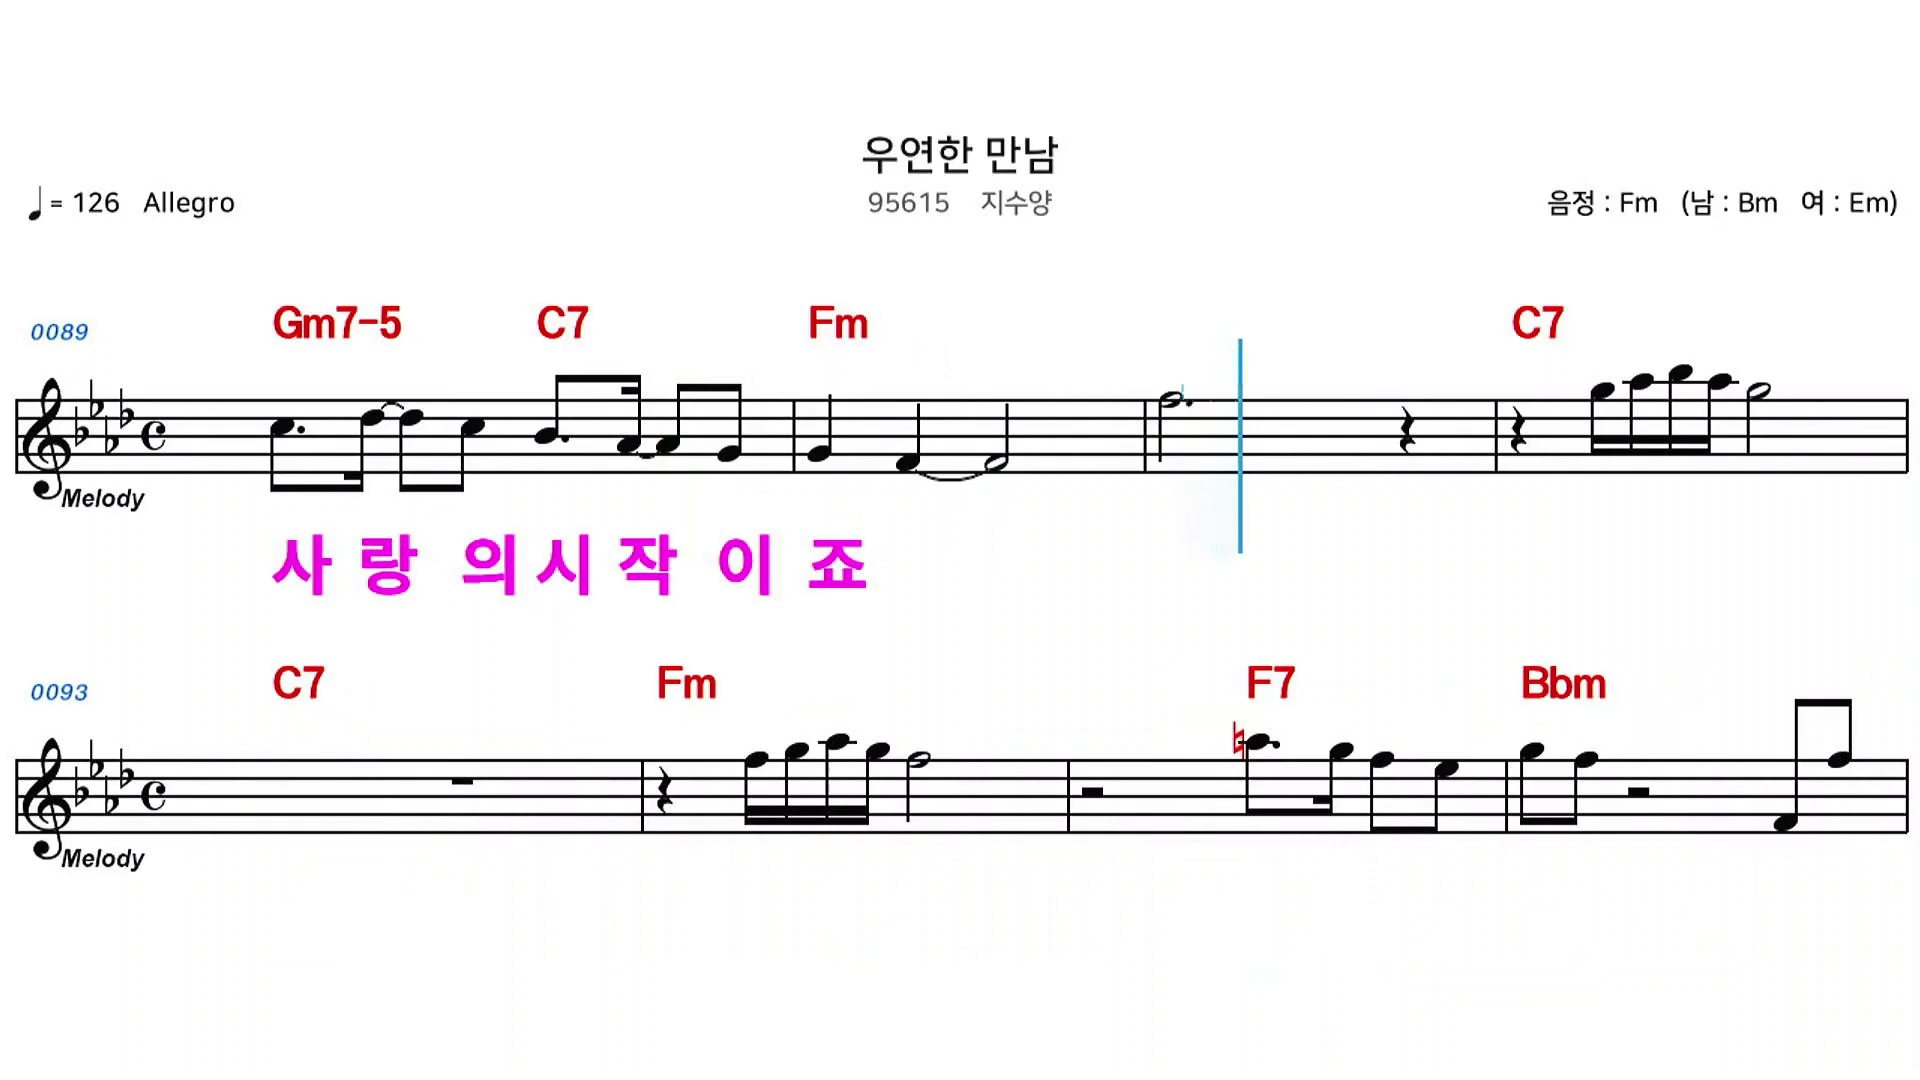 우연한 만남
♩= 126 Allegro 95615 지수양 음정 : Fm (남 : Bm 여 : Em)
0089 Gm7-5 C7 Fm C7
Melody
사 랑 의 시 작 이 죠
0093 C7 Fm F7 Bbm
Melody